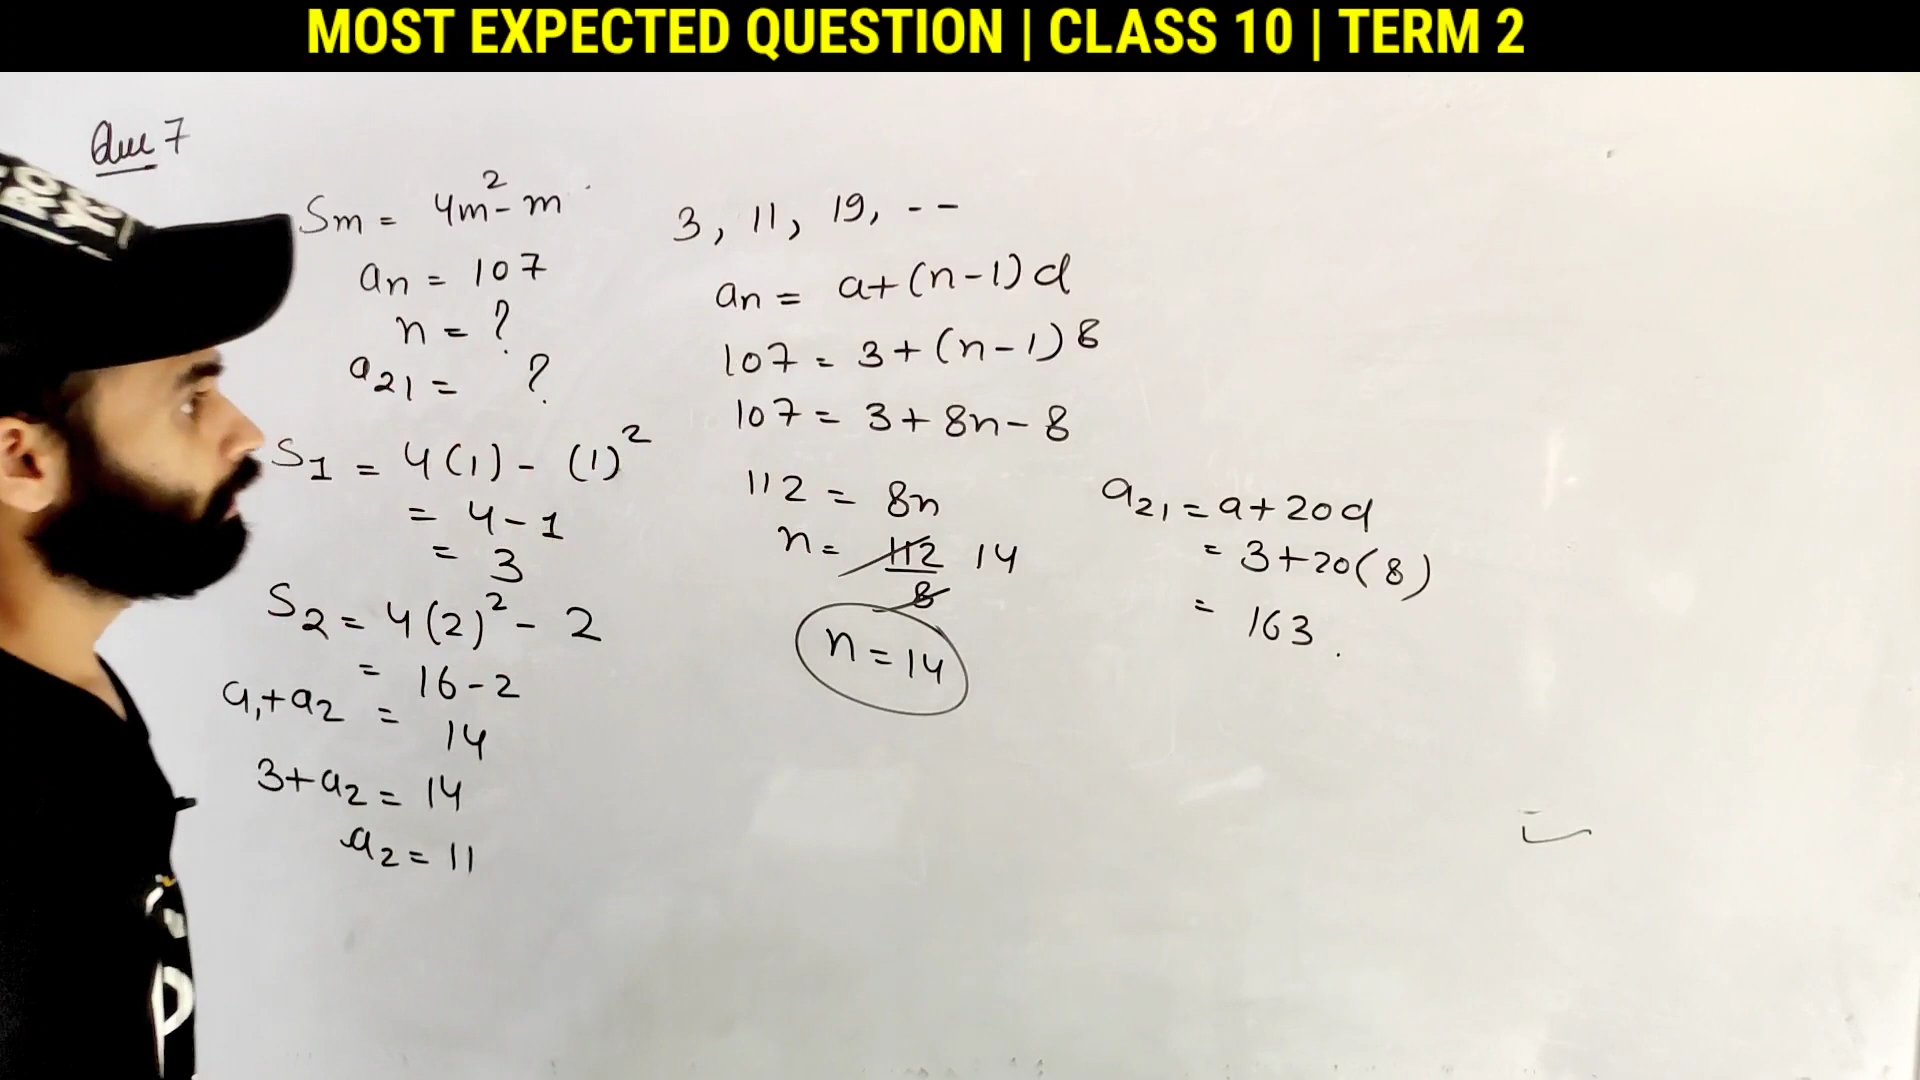 MOST EXPECTED QUESTION | CLASS 10 | TERM 2
Que 7
Sm = 4m² - m
an = 107
n = ?
a21 = ?
S1 = 4(1) - (1)²
= 4 - 1
= 3
S2 = 4(2)² - 2
= 16 - 2
a1 + a2 = 14
3 + a2 = 14
a2 = 11
3, 11, 19, - -
an = a + (n - 1) d
107 = 3 + (n - 1) 8
107 = 3 + 8n - 8
112 = 8n
n = 112/8 14
n = 14
a21 = a + 20d
= 3 + 20(8)
= 163.